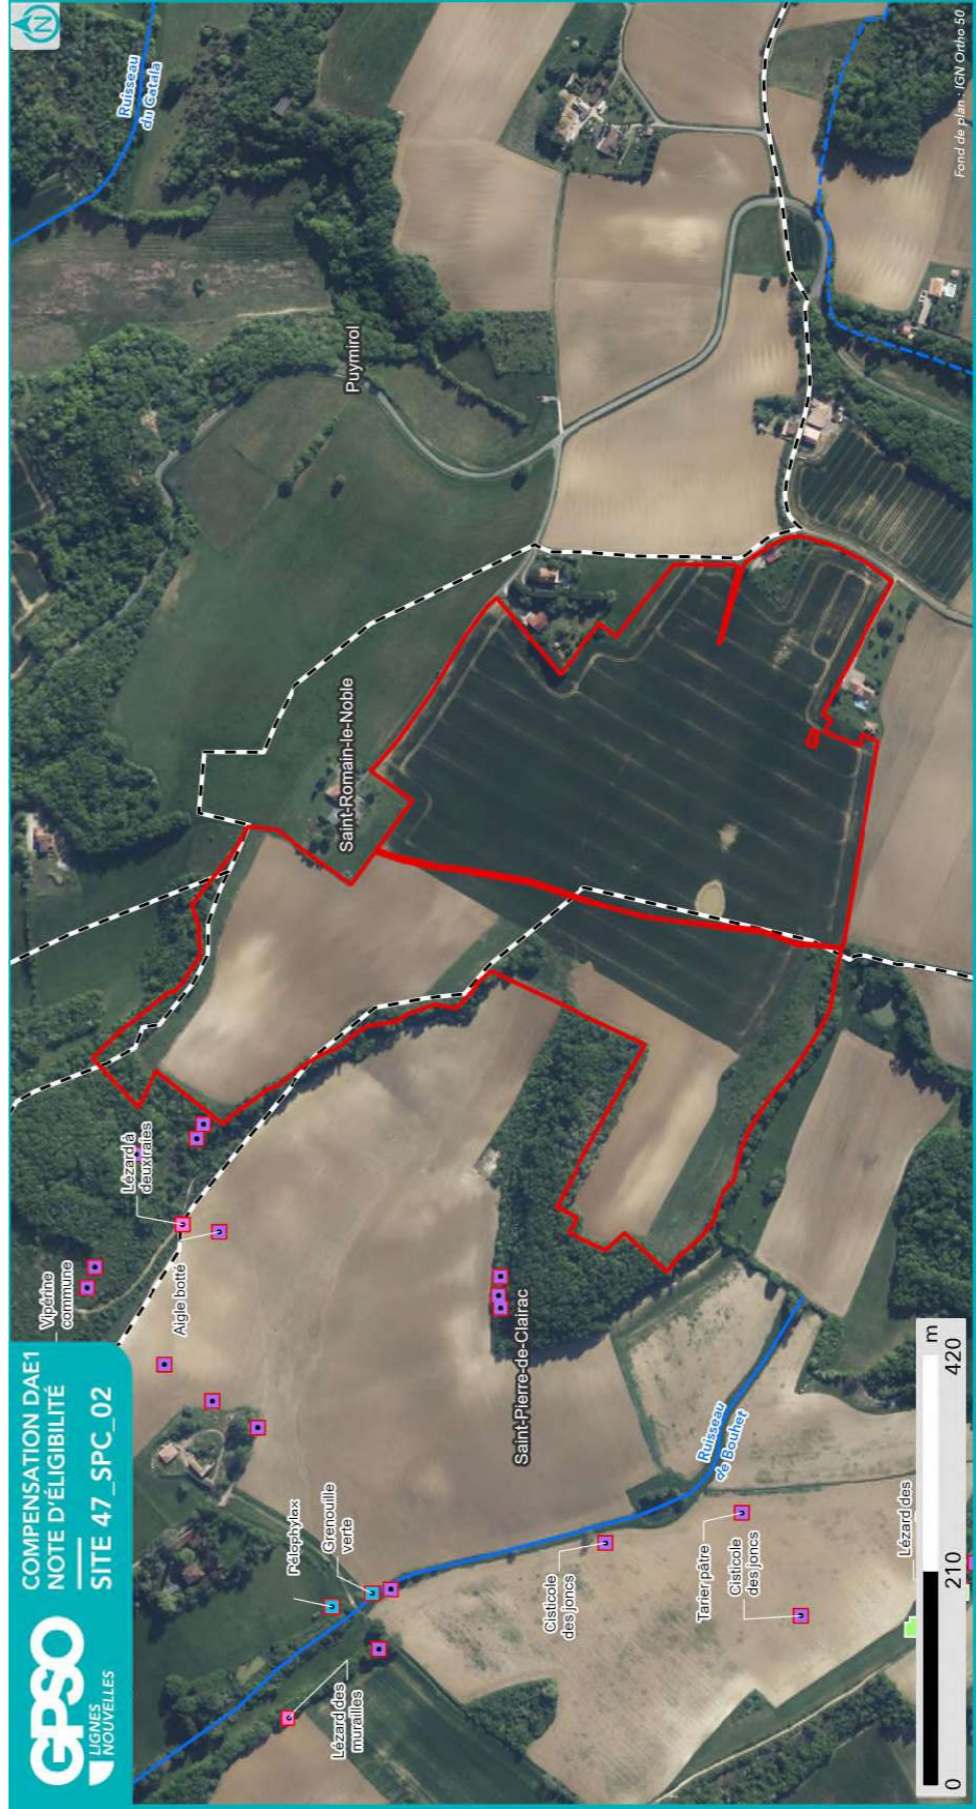 GPSO
LIGNES
NOUVELLES
COMPENSATION DAE1
NOTE D'ÉLIGIBILITÉ
SITE 47_SPC_02
N
Vipérine
commune
Lézard à
deux raies
Aigle botté
Ruisseau
du Catala
Puymirol
Saint-Romain-le-Noble
Pélophylax
Grenouille
verte
Lézard des
murailles
Saint-Pierre-de-Clairac
Cisticole
des joncs
Ruisseau
de Bouhet
Tarier pâtre
Cisticole
des joncs
Lézard des
0 210 420
m
Fond de plan : IGN Ortho 50